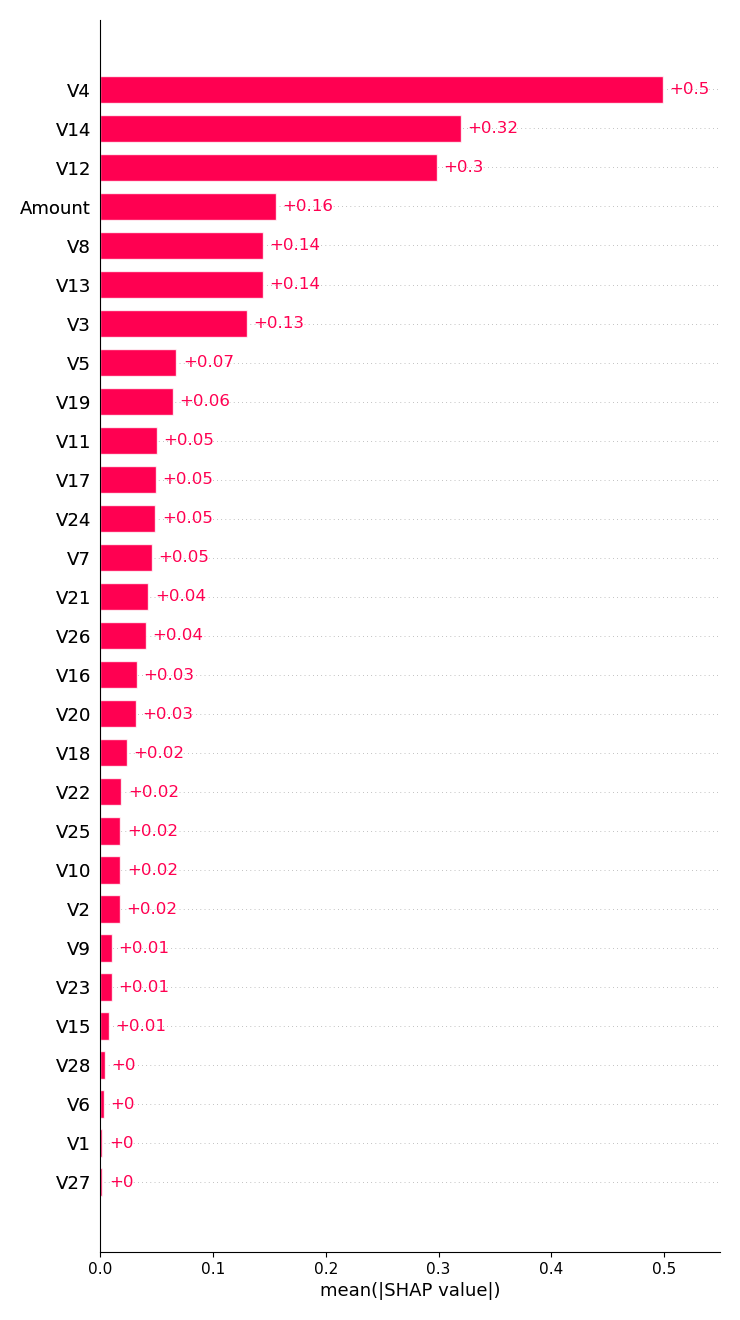 V4 +0.5
V14 +0.32
V12 +0.3
Amount +0.16
V8 +0.14
V13 +0.14
V3 +0.13
V5 +0.07
V19 +0.06
V11 +0.05
V17 +0.05
V24 +0.05
V7 +0.05
V21 +0.04
V26 +0.04
V16 +0.03
V20 +0.03
V18 +0.02
V22 +0.02
V25 +0.02
V10 +0.02
V2 +0.02
V9 +0.01
V23 +0.01
V15 +0.01
V28 +0
V6 +0
V1 +0
V27 +0
0.0 0.1 0.2 0.3 0.4 0.5
mean(|SHAP value|)